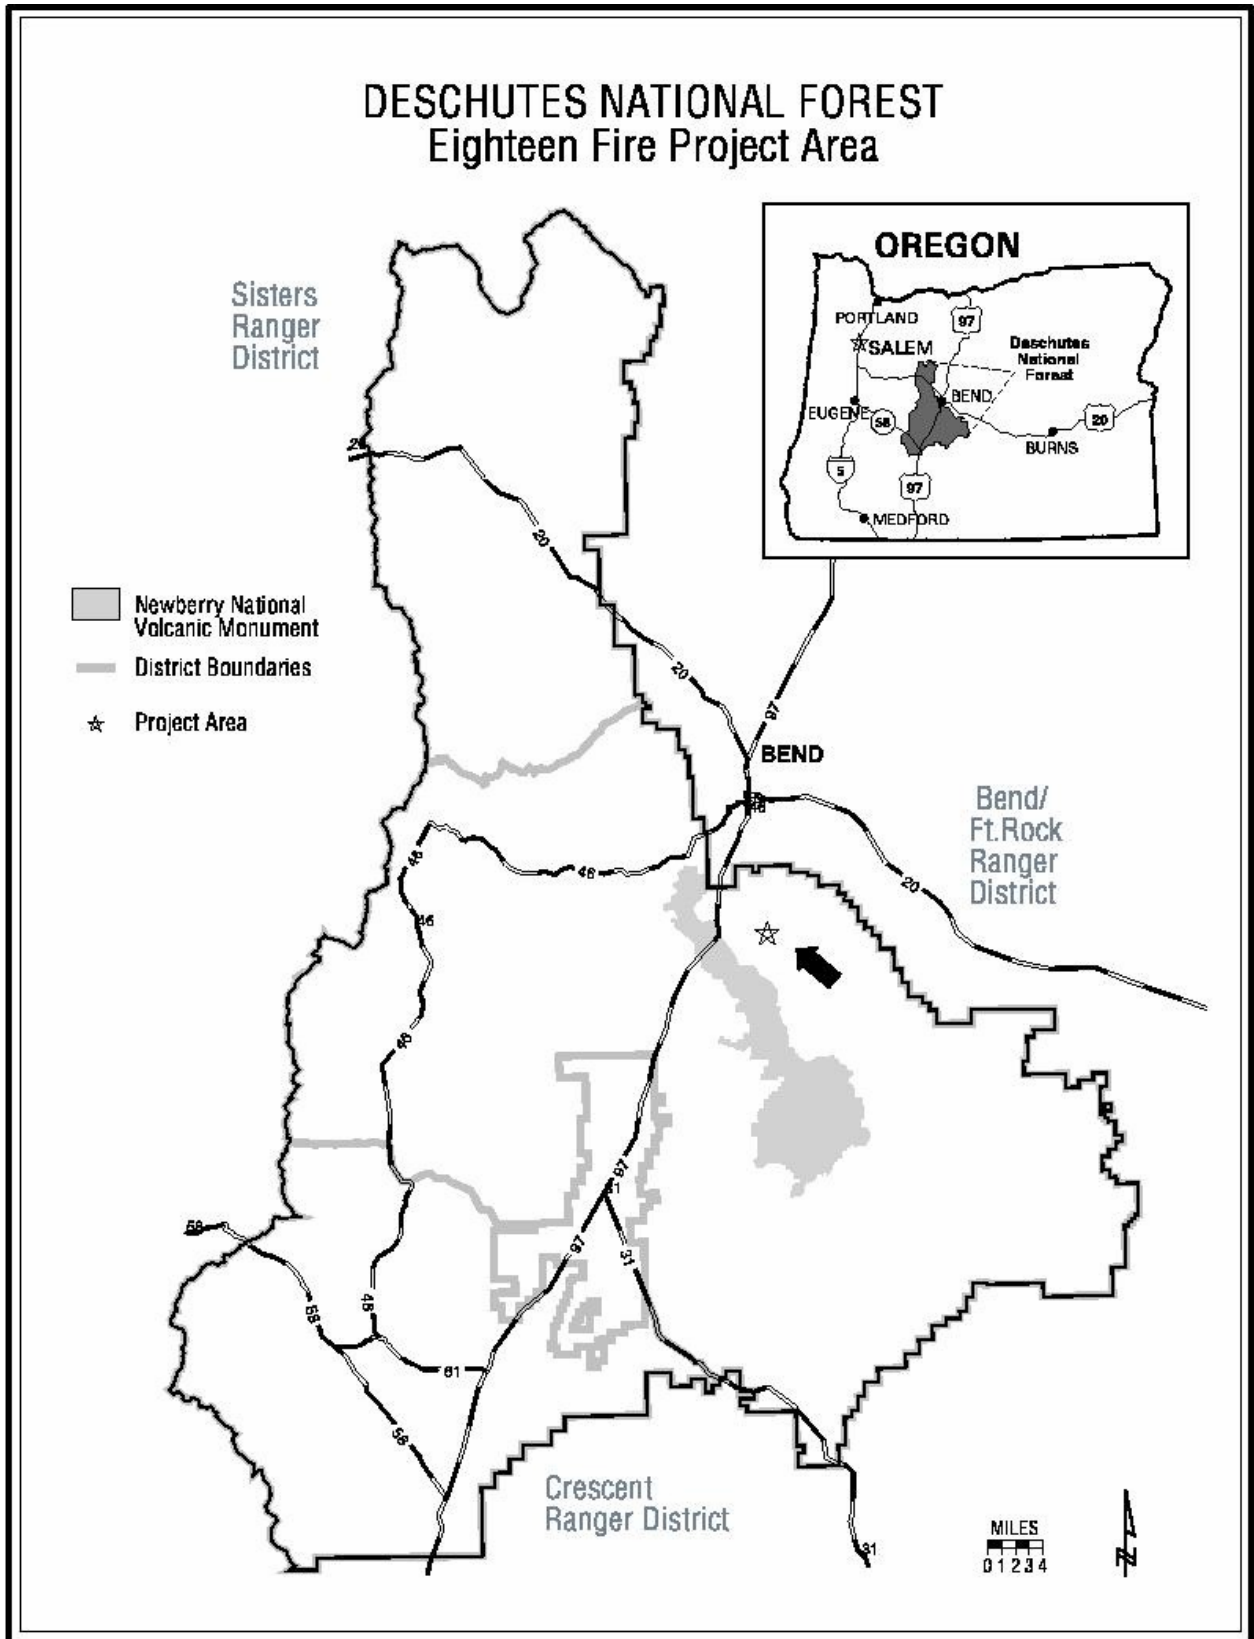 DESCHUTES NATIONAL FOREST
Eighteen Fire Project Area
OREGON
PORTLAND
97
SALEM
Deschutes
National
Forest
BEND
EUGENE
58
20
BURNS
5
97
MEDFORD
Sisters
Ranger
District
20
20
97
BEND
Newberry National
Volcanic Monument
District Boundaries
Project Area
Bend/
Ft.Rock
Ranger
District
46
46
46
20
46
97
58
97
31
58
46
61
58
Crescent
Ranger District
31
MILES
0 1 2 3 4
N